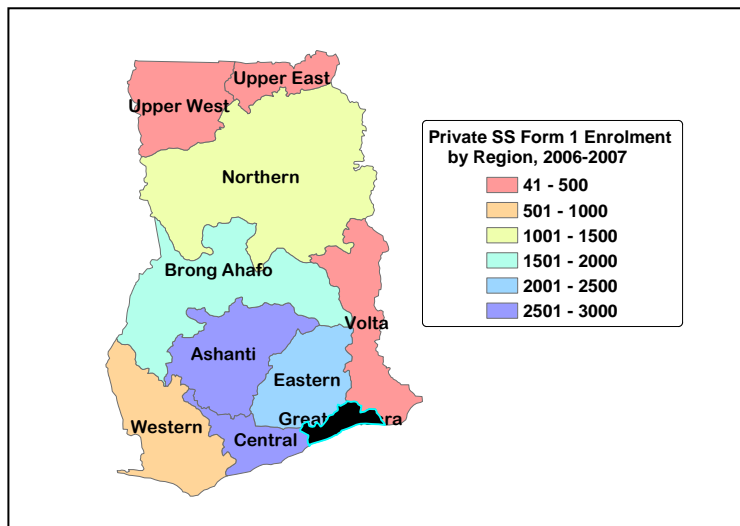 Upper East
Upper West
Northern
Brong Ahafo
Volta
Ashanti
Eastern
Western
Central
Private SS Form 1 Enrolment
by Region, 2006-2007
41 - 500
501 - 1000
1001 - 1500
1501 - 2000
2001 - 2500
2501 - 3000